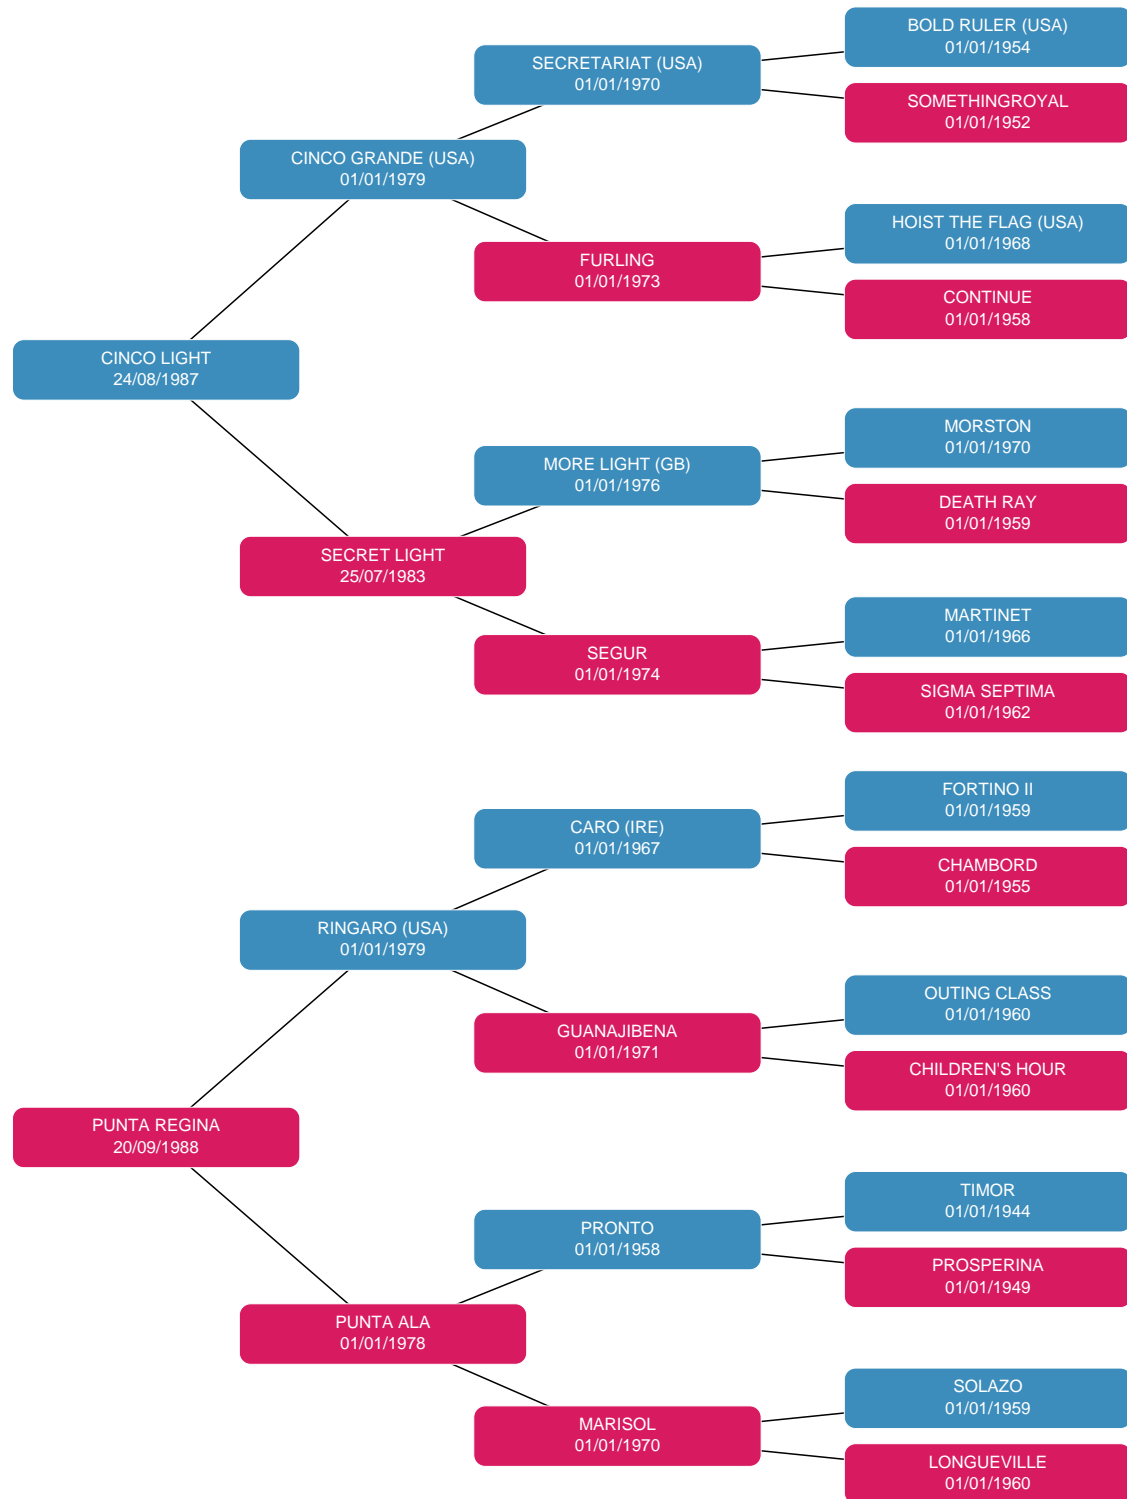 BOLD RULER (USA)
01/01/1954
SECRETARIAT (USA)
01/01/1970
SOMETHINGROYAL
01/01/1952
CINCO GRANDE (USA)
01/01/1979
HOIST THE FLAG (USA)
01/01/1968
FURLING
01/01/1973
CONTINUE
01/01/1958
CINCO LIGHT
24/08/1987
MORSTON
01/01/1970
MORE LIGHT (GB)
01/01/1976
DEATH RAY
01/01/1959
SECRET LIGHT
25/07/1983
MARTINET
01/01/1966
SEGUR
01/01/1974
SIGMA SEPTIMA
01/01/1962
FORTINO II
01/01/1959
CARO (IRE)
01/01/1967
CHAMBORD
01/01/1955
RINGARO (USA)
01/01/1979
OUTING CLASS
01/01/1960
GUANAJIBENA
01/01/1971
CHILDREN'S HOUR
01/01/1960
PUNTA REGINA
20/09/1988
TIMOR
01/01/1944
PRONTO
01/01/1958
PROSPERINA
01/01/1949
PUNTA ALA
01/01/1978
SOLAZO
01/01/1959
MARISOL
01/01/1970
LONGUEVILLE
01/01/1960